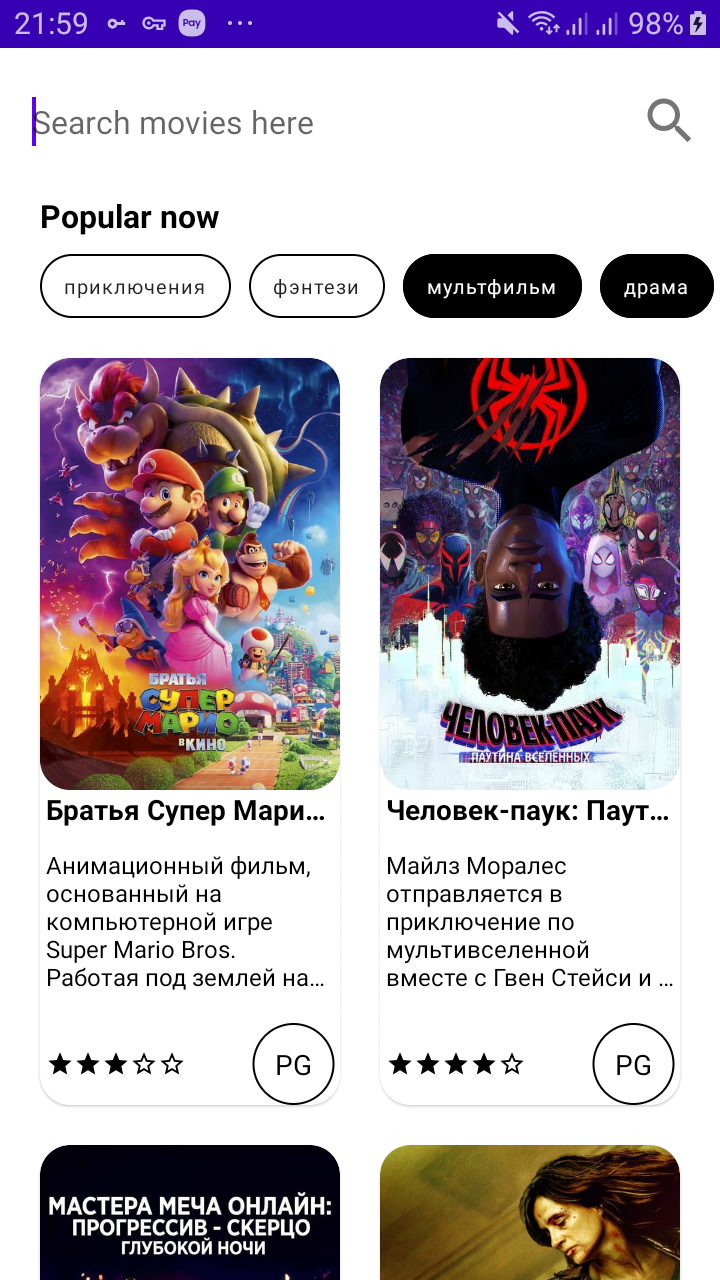 21:59
Pay
98%
Search movies here
Popular now
приключения
фэнтези
мультфильм
драма
БРАТЬЯ
СУПЕР
МАРИО
В КИНО
ЧЕЛОВЕК-ПАУК
ПАУТИНА ВСЕЛЕННЫХ
Братья Супер Мари...
Анимационный фильм,
основанный на
компьютерной игре
Super Mario Bros.
Работая под землей на...
PG
Человек-паук: Паут...
Майлз Моралес
отправляется в
приключение по
мультивселенной
вместе с Гвен Стейси и ...
PG
МАСТЕРА МЕЧА ОНЛАЙН:
ПРОГРЕССИВ - СКЕРЦО
ГЛУБОКОЙ НОЧИ